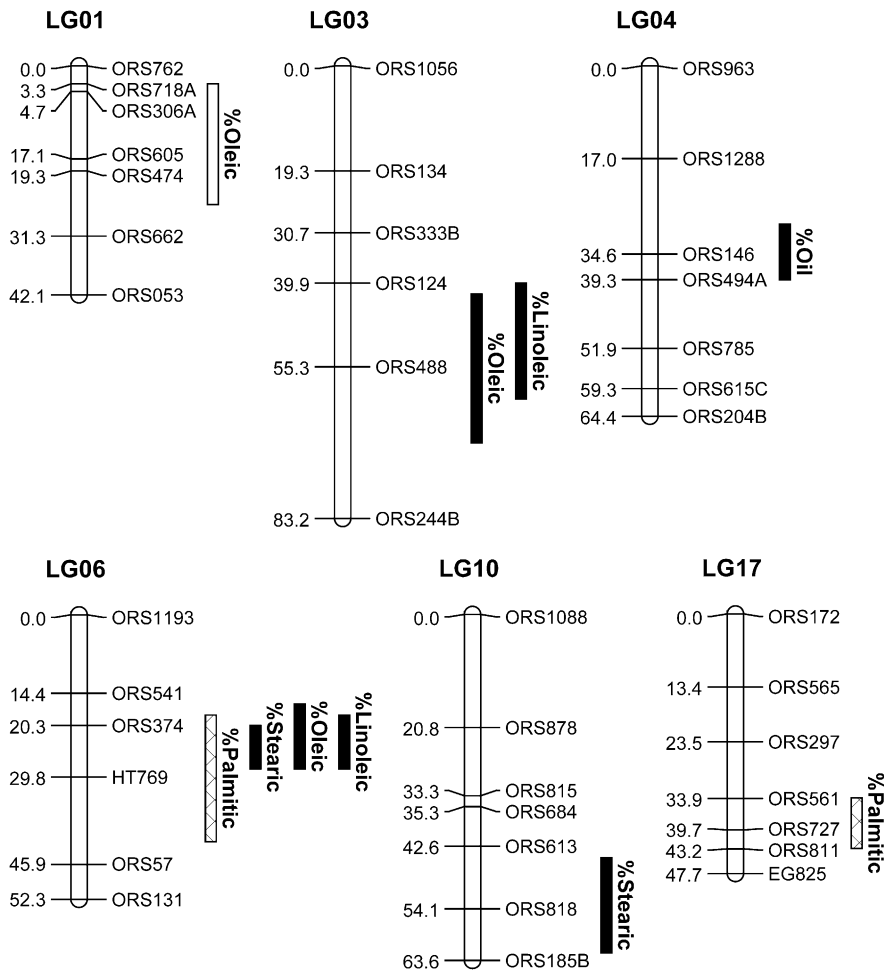 LG01
0.0 ORS762
3.3 ORS718A
4.7 ORS306A
17.1 ORS605
19.3 ORS474
31.3 ORS662
42.1 ORS053
%Oleic
LG03
0.0 ORS1056
19.3 ORS134
30.7 ORS333B
39.9 ORS124
55.3 ORS488
83.2 ORS244B
%Oleic
%Linoleic
LG04
0.0 ORS963
17.0 ORS1288
34.6 ORS146
39.3 ORS494A
51.9 ORS785
59.3 ORS615C
64.4 ORS204B
%Oil
LG06
0.0 ORS1193
14.4 ORS541
20.3 ORS374
29.8 HT769
45.9 ORS57
52.3 ORS131
%Palmitic
%Stearic
%Oleic
%Linoleic
LG10
0.0 ORS1088
20.8 ORS878
33.3 ORS815
35.3 ORS684
42.6 ORS613
54.1 ORS818
63.6 ORS185B
%Stearic
LG17
0.0 ORS172
13.4 ORS565
23.5 ORS297
33.9 ORS561
39.7 ORS727
43.2 ORS811
47.7 EG825
%Palmitic